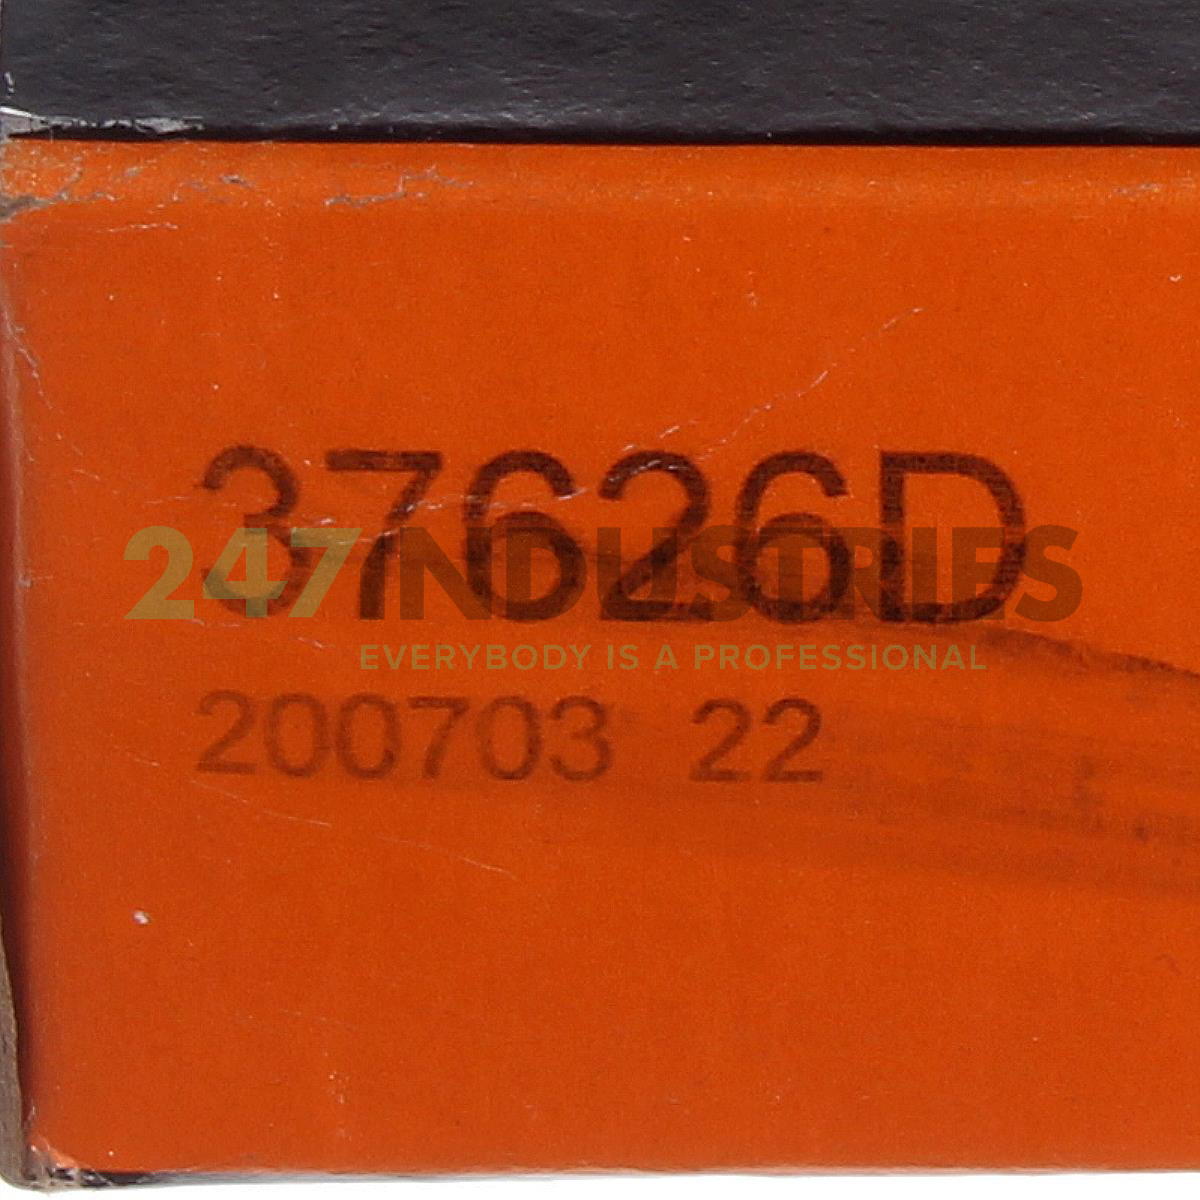 37626D
247INDUSTRIES
EVERYBODY IS A PROFESSIONAL
200703 22